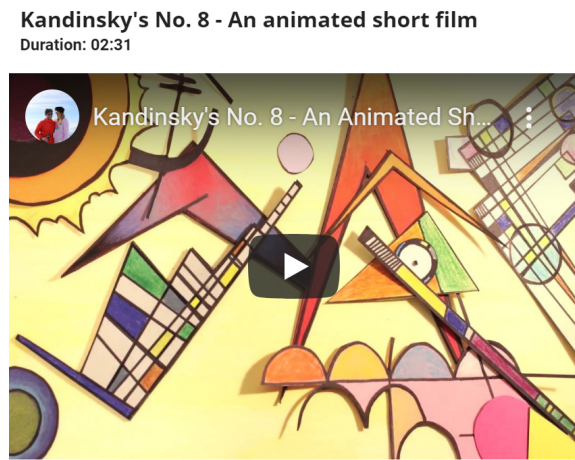 Kandinsky's No. 8 - An animated short film
Duration: 02:31
Kandinsky's No. 8 - An Animated Sh...